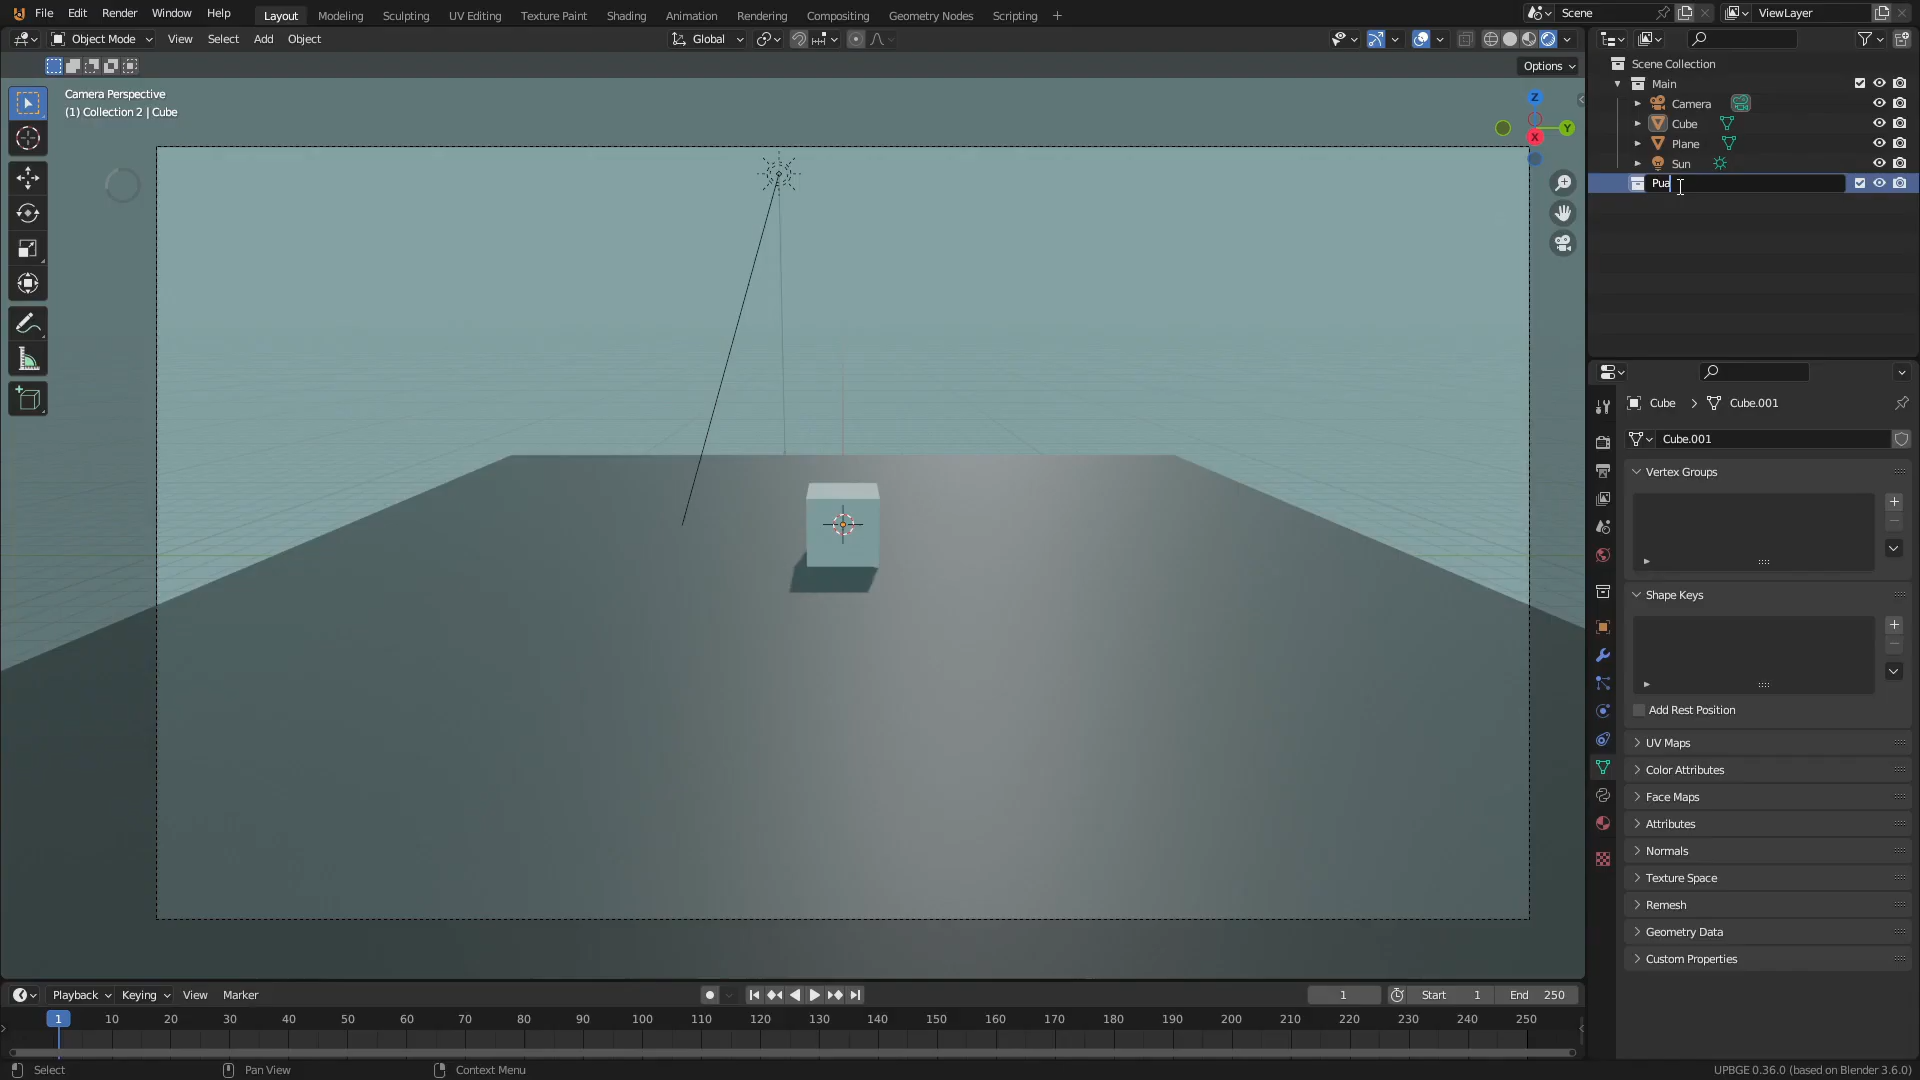 File Edit Render Window Help Layout Modeling Sculpting UV Editing Texture Paint Shading Animation Rendering Compositing Geometry Nodes Scripting + Scene ViewLayer
Object Mode View Select Add Object Global
Options
Camera Perspective
(1) Collection 2 | Cube
Z
Y
X
Scene Collection
Main
Camera
Cube
Plane
Sun
Pua
Cube Cube.001
Cube.001
Vertex Groups
Shape Keys
Add Rest Position
UV Maps
Color Attributes
Face Maps
Attributes
Normals
Texture Space
Remesh
Geometry Data
Custom Properties
Playback Keying View Marker 1 Start 1 End 250
1 10 20 30 40 50 60 70 80 90 100 110 120 130 140 150 160 170 180 190 200 210 220 230 240 250
Select Pan View Context Menu UPBGE 0.36.0 (based on Blender 3.6.0)